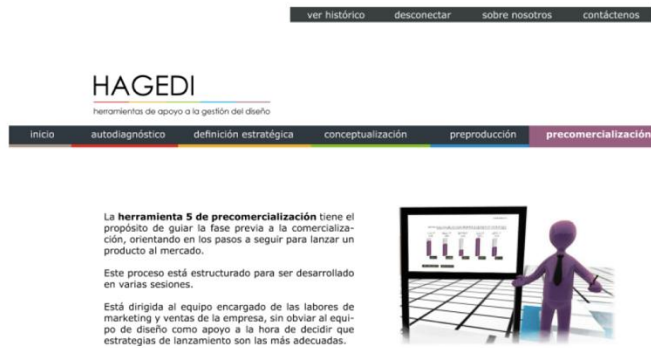 ver histórico desconectar sobre nosotros contáctenos
HAGEDI
herramientas de apoyo a la gestión del diseño
inicio autodiagnóstico definición estratégica conceptualización preproducción precomercialización
La herramienta 5 de precomercialización tiene el
propósito de guiar la fase previa a la comercializa-
ción, orientando en los pasos a seguir para lanzar un
producto al mercado.
Este proceso está estructurado para ser desarrollado
en varias sesiones.
Está dirigida al equipo encargado de las labores de
marketing y ventas de la empresa, sin obviar al equi-
po de diseño como apoyo a la hora de decidir que
estrategias de lanzamiento son las más adecuadas.